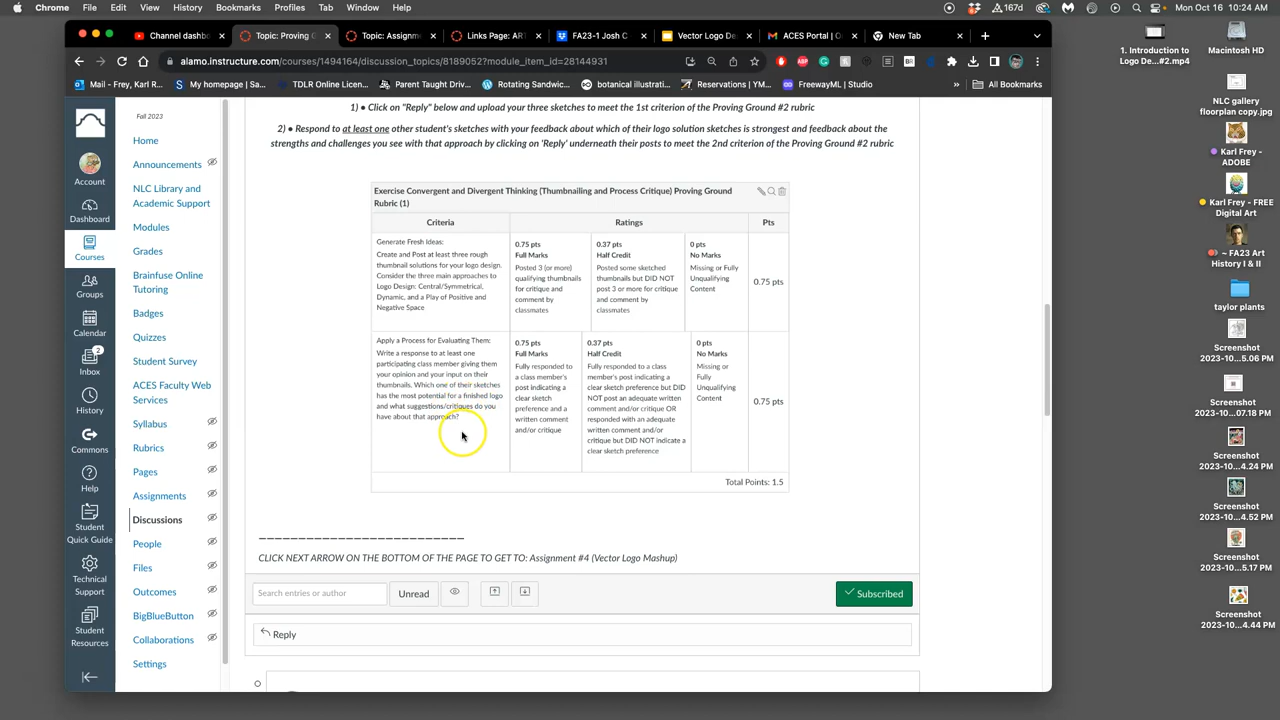 Chrome File Edit View History Bookmarks Profiles Tab Window Help
167d
Mon Oct 16 10:24 AM
Channel dashb
Topic: Proving G
Topic: Assignm
Links Page: ART
FA23-1 Josh C
Vector Logo De
ACES Portal | O
New Tab
alamo.instructure.com/courses/1494164/discussion_topics/8189052?module_item_id=28144931
Mail - Frey, Karl R...
My homepage | Sa...
Parent Taught Driv...
TDLR Online Licen...
Rotating Sandwic...
botanical illustrati...
Reservations...
FreewayML | Studio
»
All Bookmarks
Account
Dashboard
Courses
Groups
Calendar
2
Inbox
History
Commons
Help
Student
Quick Guide
Technical
Support
Student
Resources
Fall 2023
Home
Announcements
NLC Library and
Academic Support
Modules
Grades
Brainfuse Online
Tutoring
Badges
Quizzes
Student Survey
ACES Faculty Web
Services
Syllabus
Rubrics
Pages
Assignments
Discussions
People
Files
Outcomes
BigBlueButton
Collaborations
Settings
1) • Click on "Reply" below and upload your three sketches to meet the 1st criterion of the Proving Ground #2 rubric
2) • Respond to at least one other student's sketches with your feedback about which of their logo solution sketches is strongest and feedback about the
strengths and challenges you see with that approach by clicking on 'Reply' underneath their posts to meet the 2nd criterion of the Proving Ground #2 rubric
Exercise Convergent and Divergent Thinking (Thumbnailing and Process Critique) Proving Ground
Rubric (1)
Criteria Ratings Pts
Generate Fresh Ideas:
Create and Post at least three rough
thumbnail solutions for your logo design.
Consider the three main approaches to
Logo Design: Central/Symmetrical,
Dynamic, and a Play of Positive and
Negative Space
0.75 pts
Full Marks
Posted 3 (or more)
qualifying thumbnails
for critique and
comment by
classmates
0.37 pts
Half Credit
Posted some sketched
thumbnails but DID NOT
post 3 or more for critique
and comment by
classmates
0 pts
No Marks
Missing or Fully
Unqualifying
Content
0.75 pts
Apply a Process for Evaluating Them:
Write a response to at least one
participating class member giving them
your opinion and your input on their
thumbnails. Which one of their sketches
has the most potential for a finished logo
and what suggestions/critiques do you
have about that approach?
0.75 pts
Full Marks
Fully responded to
a class member's
post indicating a
clear sketch
preference and a
written comment
and/or critique
0.37 pts
Half Credit
Fully responded to a class
member's post indicating a
clear sketch preference but DID
NOT post an adequate written
comment and/or critique OR
responded with an adequate
written comment and/or
critique but DID NOT indicate a
clear sketch preference
0 pts
No Marks
Missing or
Fully
Unqualifying
Content
0.75 pts
Total Points: 1.5
___________________________
CLICK NEXT ARROW ON THE BOTTOM OF THE PAGE TO GET TO: Assignment #4 (Vector Logo Mashup)
Search entries or author
Unread
Subscribed
Reply
1. Introduction to
Logo De...#2.mp4
Macintosh HD
NLC gallery
floorplan copy.jpg
Karl Frey -
ADOBE
Karl Frey - FREE
Digital Art
~ FA23 Art
History I & II
taylor plants
Screenshot
2023-10...5.06 PM
Screenshot
2023-10...07.18 PM
Screenshot
2023-10...4.24 PM
Screenshot
2023-10...4.52 PM
Screenshot
2023-10...5.17 PM
Screenshot
2023-10...4.44 PM